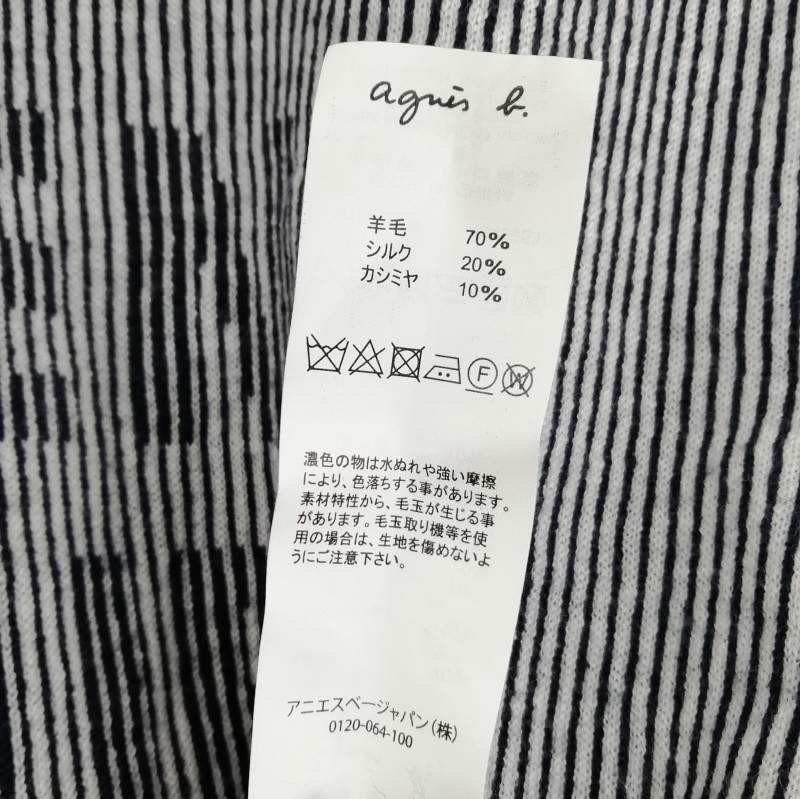 agnès b.
羊毛 70%
シルク 20%
カシミヤ 10%
F W
濃色の物は水ぬれや強い摩擦
により、色落ちする事があります。
素材特性から、毛玉が生じる事
があります。毛玉取り機等を使
用の場合は、生地を傷めないよ
うにご注意下さい。
アニエスベージャパン(株)
0120-064-100